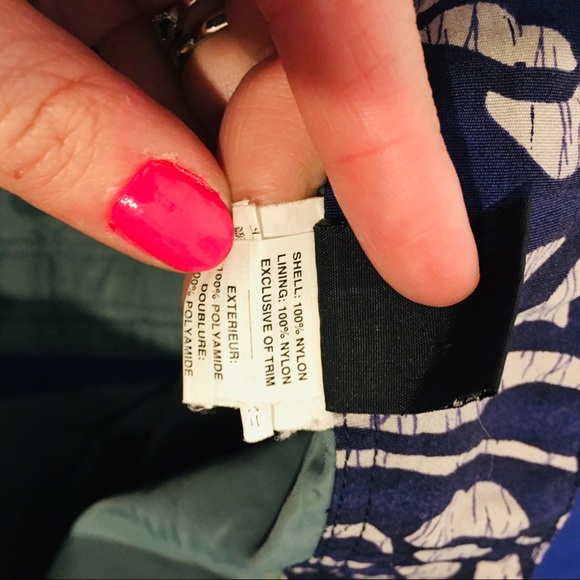 SHELL: 100% NYLON
LINING: 100% NYLON
EXCLUSIVE OF TRIM
EXTERIEUR:
100% POLYAMIDE
DOUBLURE:
100% POLYAMIDE